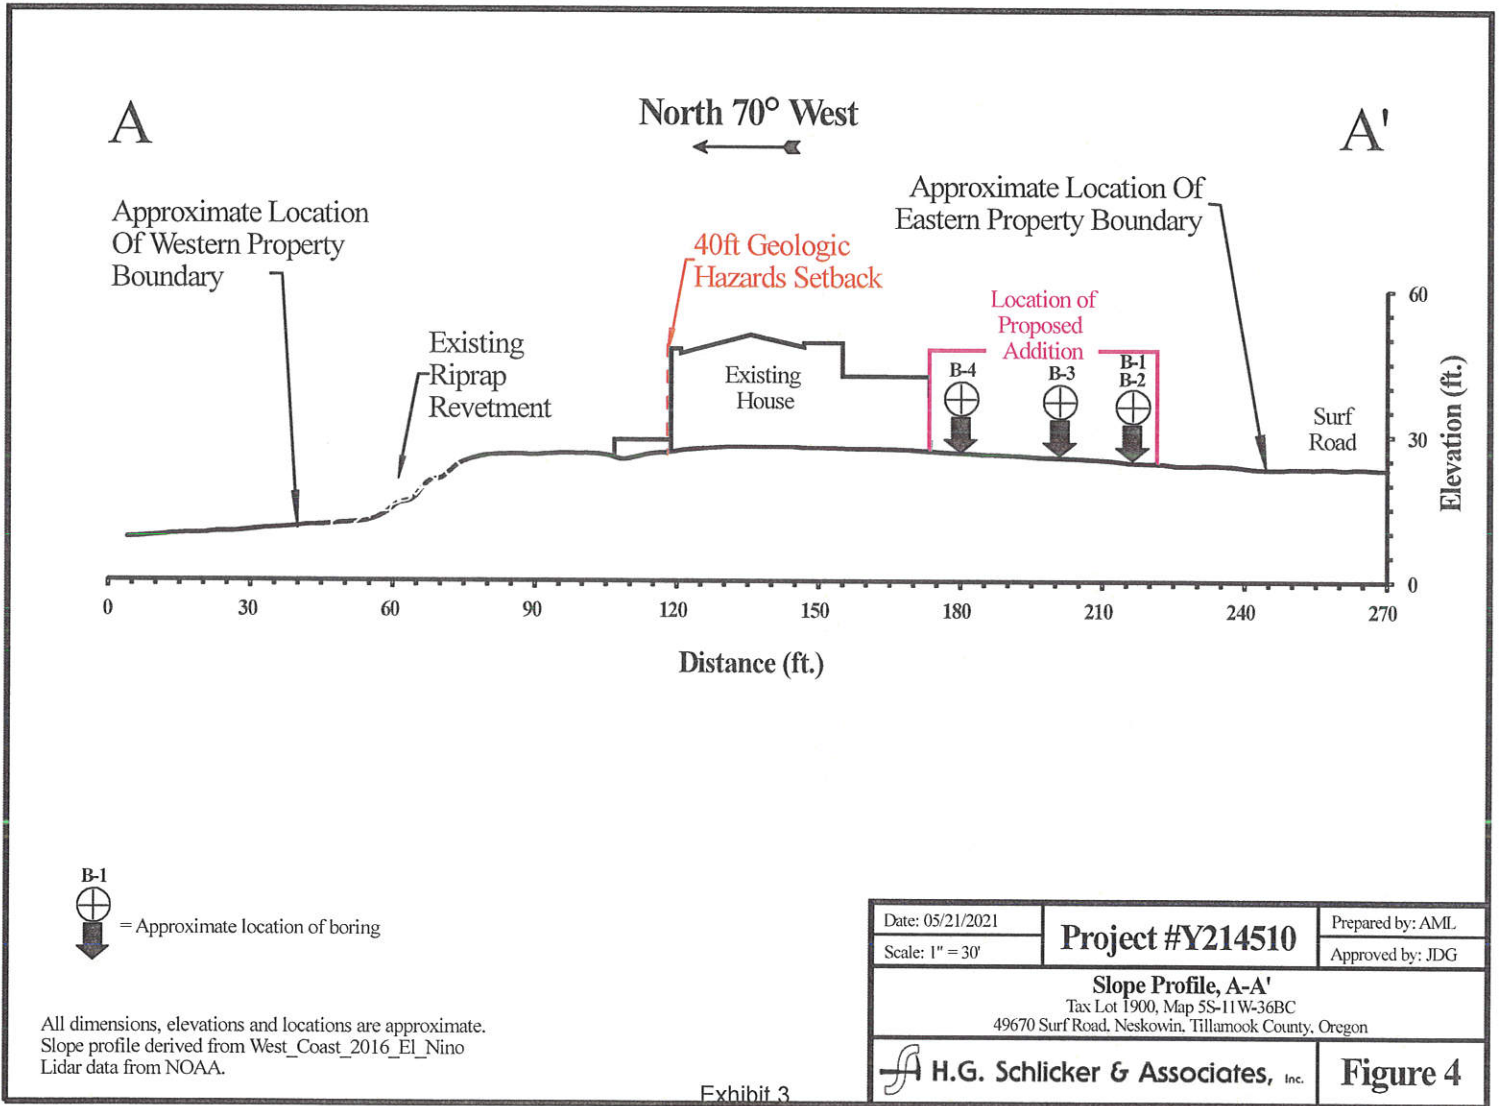 A
North 70° West
A'
Approximate Location
Of Western Property
Boundary
Approximate Location Of
Eastern Property Boundary
40ft Geologic
Hazards Setback
Existing
Riprap
Revetment
Existing
House
Location of
Proposed
Addition
B-4
B-3
B-1
B-2
Surf
Road
60
30
0
Elevation (ft.)
0 30 60 90 120 150 180 210 240 270
Distance (ft.)
B-1
= Approximate location of boring
All dimensions, elevations and locations are approximate.
Slope profile derived from West_Coast_2016_El_Nino
Lidar data from NOAA.
Exhibit 3
Date: 05/21/2021
Scale: 1" = 30'
Project #Y214510
Prepared by: AML
Approved by: JDG
Slope Profile, A-A'
Tax Lot 1900, Map 5S-11W-36BC
49670 Surf Road, Neskowin, Tillamook County, Oregon
H.G. Schlicker & Associates, Inc.
Figure 4